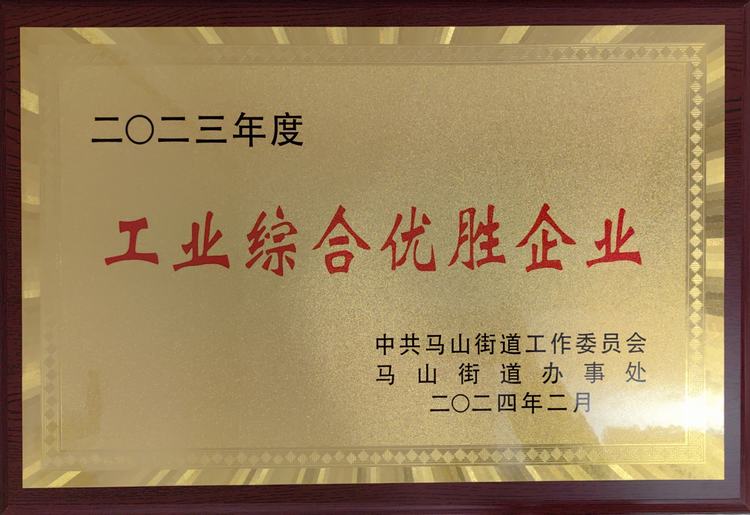 二〇二三年度
工业综合优胜企业
中共马山街道工作委员会
马山街道办事处
二〇二四年二月